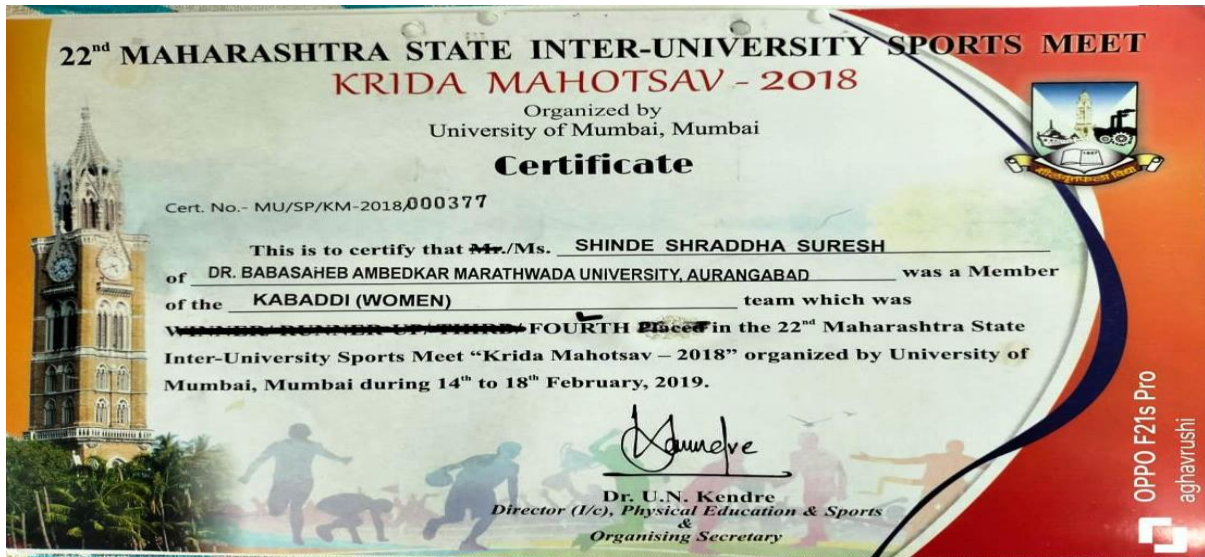 22nd MAHARASHTRA STATE INTER-UNIVERSITY SPORTS MEET
KRIDA MAHOTSAV - 2018
Organized by
University of Mumbai, Mumbai
Certificate
Cert. No.- MU/SP/KM-2018/000377
This is to certify that Mr./Ms. SHINDE SHRADDHA SURESH
of DR. BABASAHEB AMBEDKAR MARATHWADA UNIVERSITY, AURANGABAD was a Member
of the KABADDI (WOMEN) team which was
WINNER/ RUNNER-UP/ THIRD/ FOURTH Placed in the 22nd Maharashtra State
Inter-University Sports Meet “Krida Mahotsav – 2018” organized by University of
Mumbai, Mumbai during 14th to 18th February, 2019.
Dr. U.N. Kendre
Director (I/c), Physical Education & Sports
&
Organising Secretary
1857
OPPO F21s Pro
aghavrushi